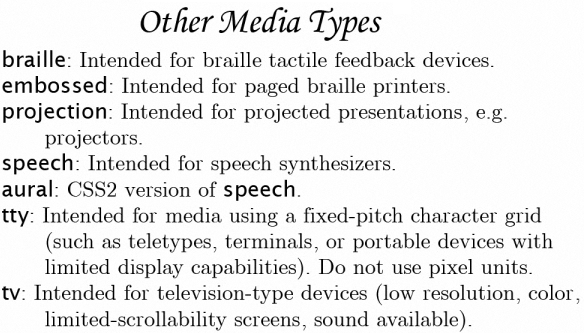 Other Media Types
braille: Intended for braille tactile feedback devices.
embossed: Intended for paged braille printers.
projection: Intended for projected presentations, e.g.
projectors.
speech: Intended for speech synthesizers.
aural: CSS2 version of speech.
tty: Intended for media using a fixed-pitch character grid
(such as teletypes, terminals, or portable devices with
limited display capabilities). Do not use pixel units.
tv: Intended for television-type devices (low resolution, color,
limited-scrollability screens, sound available).